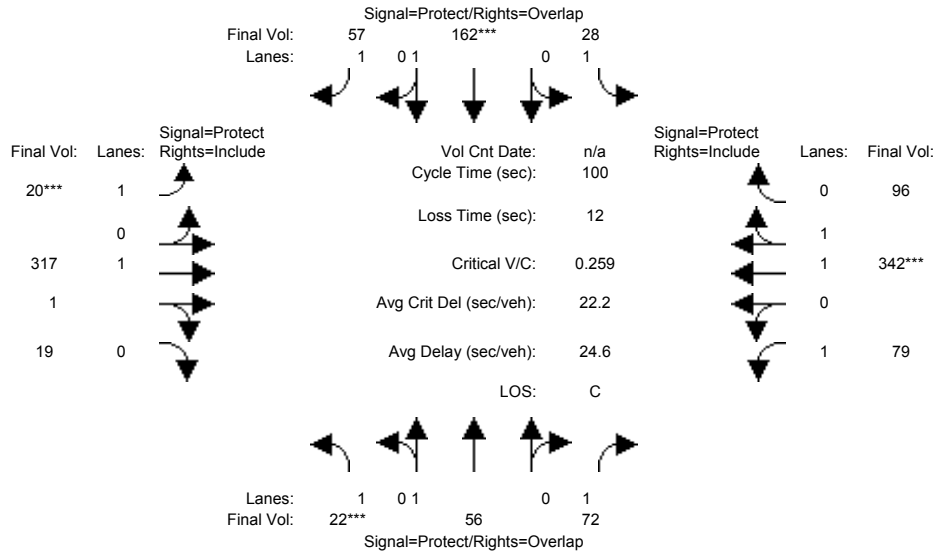 Signal=Protect/Rights=Overlap
Final Vol: 57 162*** 28
Lanes: 1 0 1 0 1
Signal=Protect
Final Vol: Lanes: Rights=Include
Vol Cnt Date: n/a
Signal=Protect
Rights=Include Lanes: Final Vol:
Cycle Time (sec): 100
20*** 1
0 96
Loss Time (sec): 12
0
1
317 1
Critical V/C: 0.259
1 342***
1
Avg Crit Del (sec/veh): 22.2
0
19 0
Avg Delay (sec/veh): 24.6
1 79
LOS: C
Lanes: 1 0 1 0 1
Final Vol: 22*** 56 72
Signal=Protect/Rights=Overlap